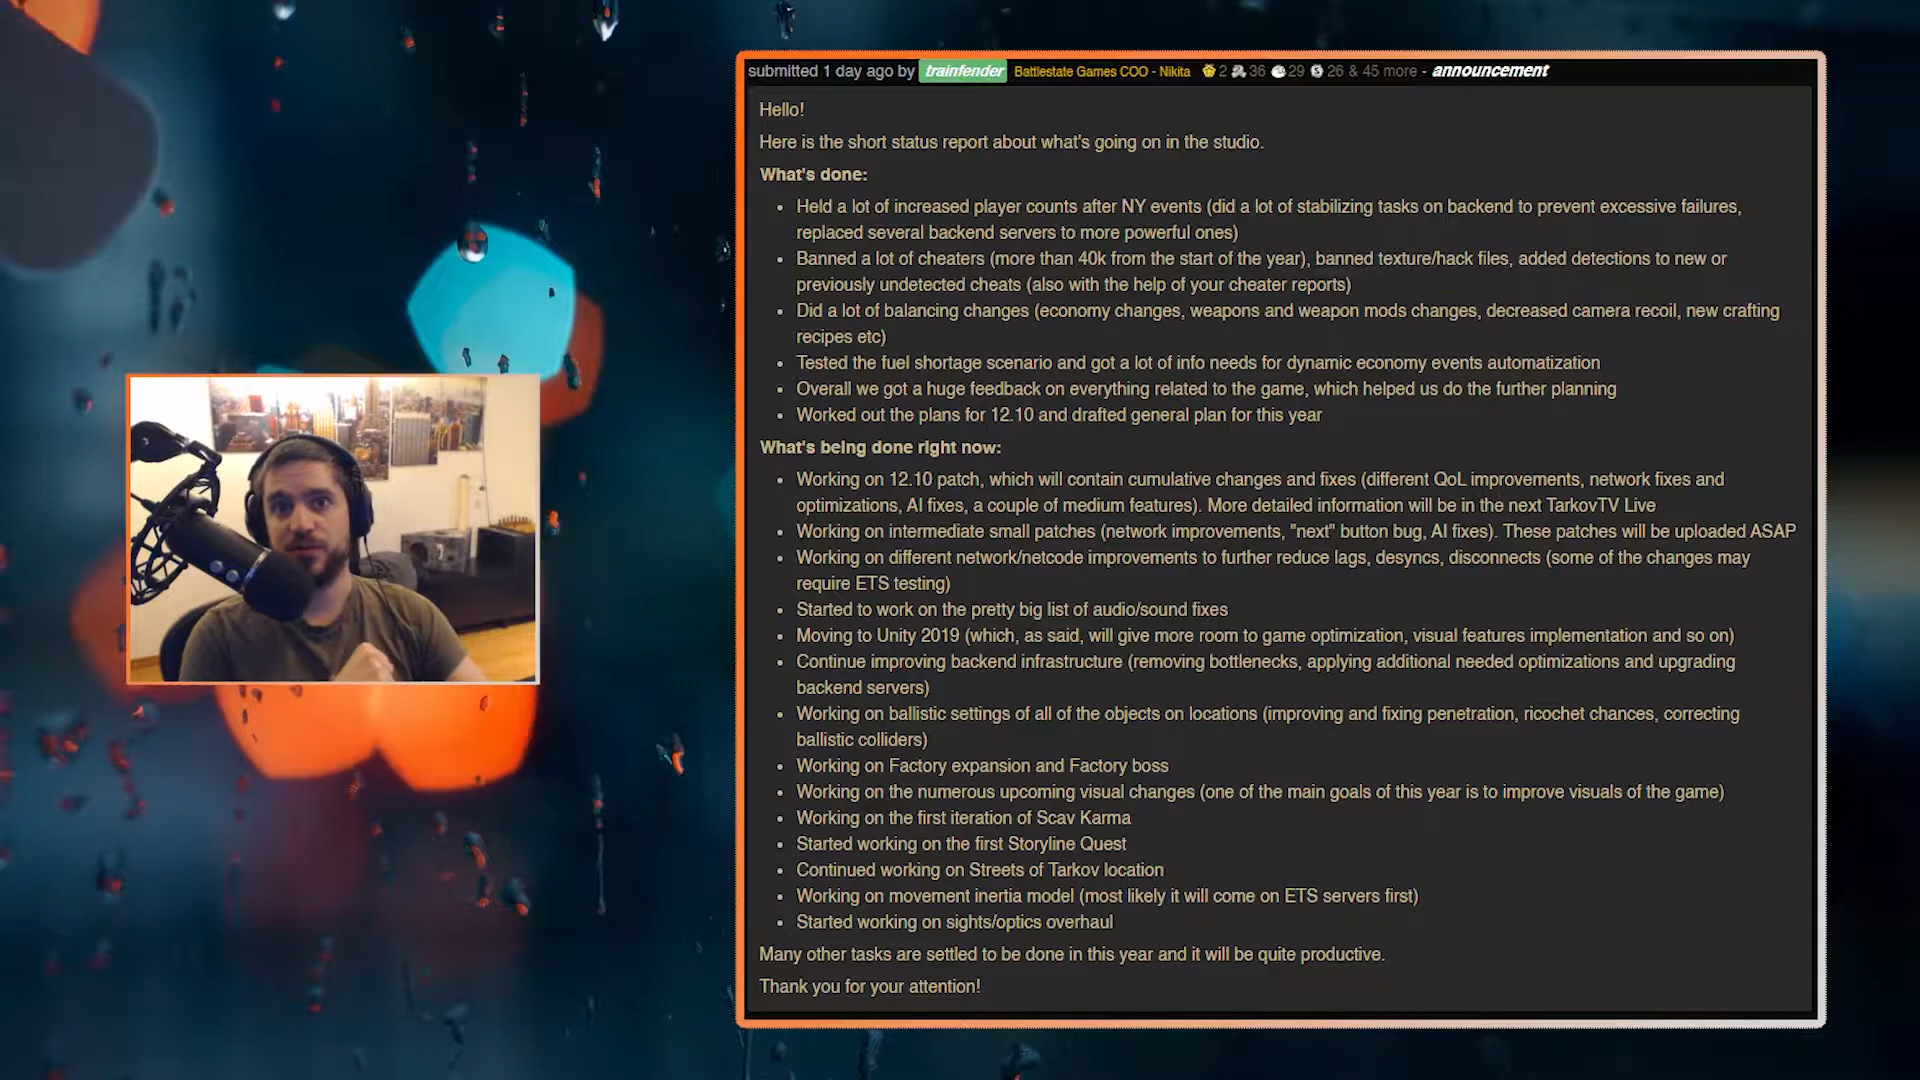 submitted 1 day ago by trainfender Battlestate Games COO - Nikita 2 36 29 26 & 45 more - announcement
Hello!
Here is the short status report about what's going on in the studio.
What's done:
• Held a lot of increased player counts after NY events (did a lot of stabilizing tasks on backend to prevent excessive failures,
replaced several backend servers to more powerful ones)
• Banned a lot of cheaters (more than 40k from the start of the year), banned texture/hack files, added detections to new or
previously undetected cheats (also with the help of your cheater reports)
• Did a lot of balancing changes (economy changes, weapons and weapon mods changes, decreased camera recoil, new crafting
recipes etc)
• Tested the fuel shortage scenario and got a lot of info needs for dynamic economy events automatization
• Overall we got a huge feedback on everything related to the game, which helped us do the further planning
• Worked out the plans for 12.10 and drafted general plan for this year
What's being done right now:
• Working on 12.10 patch, which will contain cumulative changes and fixes (different QoL improvements, network fixes and
optimizations, AI fixes, a couple of medium features). More detailed information will be in the next TarkovTV Live
• Working on intermediate small patches (network improvements, "next" button bug, AI fixes). These patches will be uploaded ASAP
• Working on different network/netcode improvements to further reduce lags, desyncs, disconnects (some of the changes may
require ETS testing)
• Started to work on the pretty big list of audio/sound fixes
• Moving to Unity 2019 (which, as said, will give more room to game optimization, visual features implementation and so on)
• Continue improving backend infrastructure (removing bottlenecks, applying additional needed optimizations and upgrading
backend servers)
• Working on ballistic settings of all of the objects on locations (improving and fixing penetration, ricochet chances, correcting
ballistic colliders)
• Working on Factory expansion and Factory boss
• Working on the numerous upcoming visual changes (one of the main goals of this year is to improve visuals of the game)
• Working on the first iteration of Scav Karma
• Started working on the first Storyline Quest
• Continued working on Streets of Tarkov location
• Working on movement inertia model (most likely it will come on ETS servers first)
• Started working on sights/optics overhaul
Many other tasks are settled to be done in this year and it will be quite productive.
Thank you for your attention!